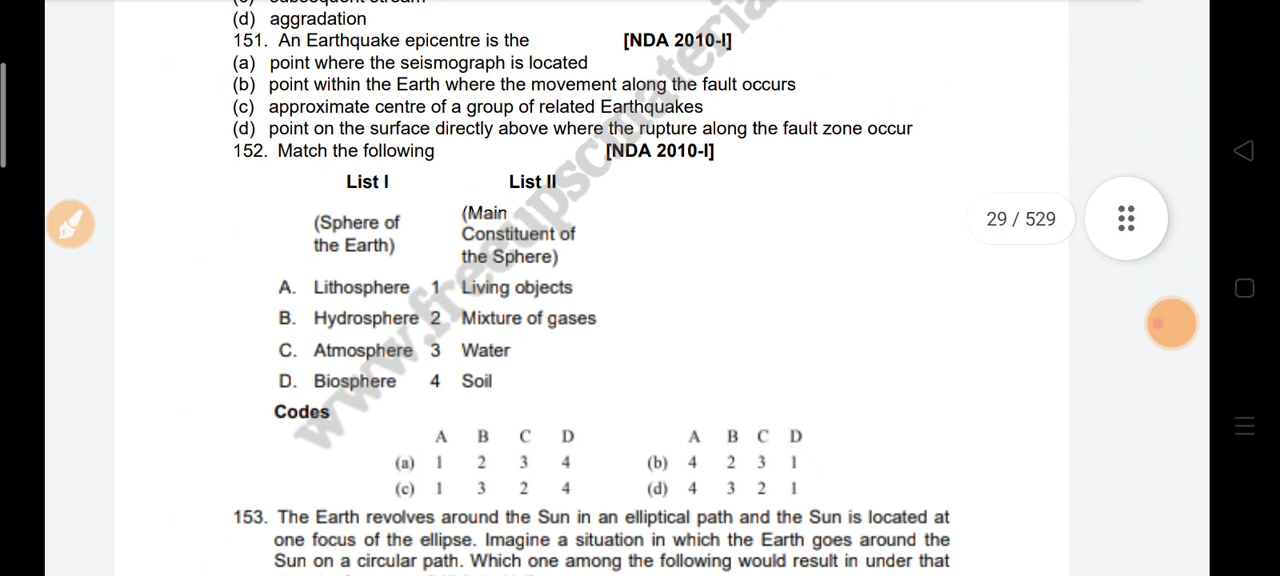 (d) aggradation
151. An Earthquake epicentre is the [NDA 2010-I]
(a) point where the seismograph is located
(b) point within the Earth where the movement along the fault occurs
(c) approximate centre of a group of related Earthquakes
(d) point on the surface directly above where the rupture along the fault zone occur
152. Match the following [NDA 2010-I]
List I List II
(Sphere of the Earth) (Main Constituent of the Sphere)
A. Lithosphere 1 Living objects
B. Hydrosphere 2 Mixture of gases
C. Atmosphere 3 Water
D. Biosphere 4 Soil
Codes
A B C D A B C D
(a) 1 2 3 4 (b) 4 2 3 1
(c) 1 3 2 4 (d) 4 3 2 1
153. The Earth revolves around the Sun in an elliptical path and the Sun is located at
one focus of the ellipse. Imagine a situation in which the Earth goes around the
Sun on a circular path. Which one among the following would result in under that
29 / 529
www.freeupscmateria